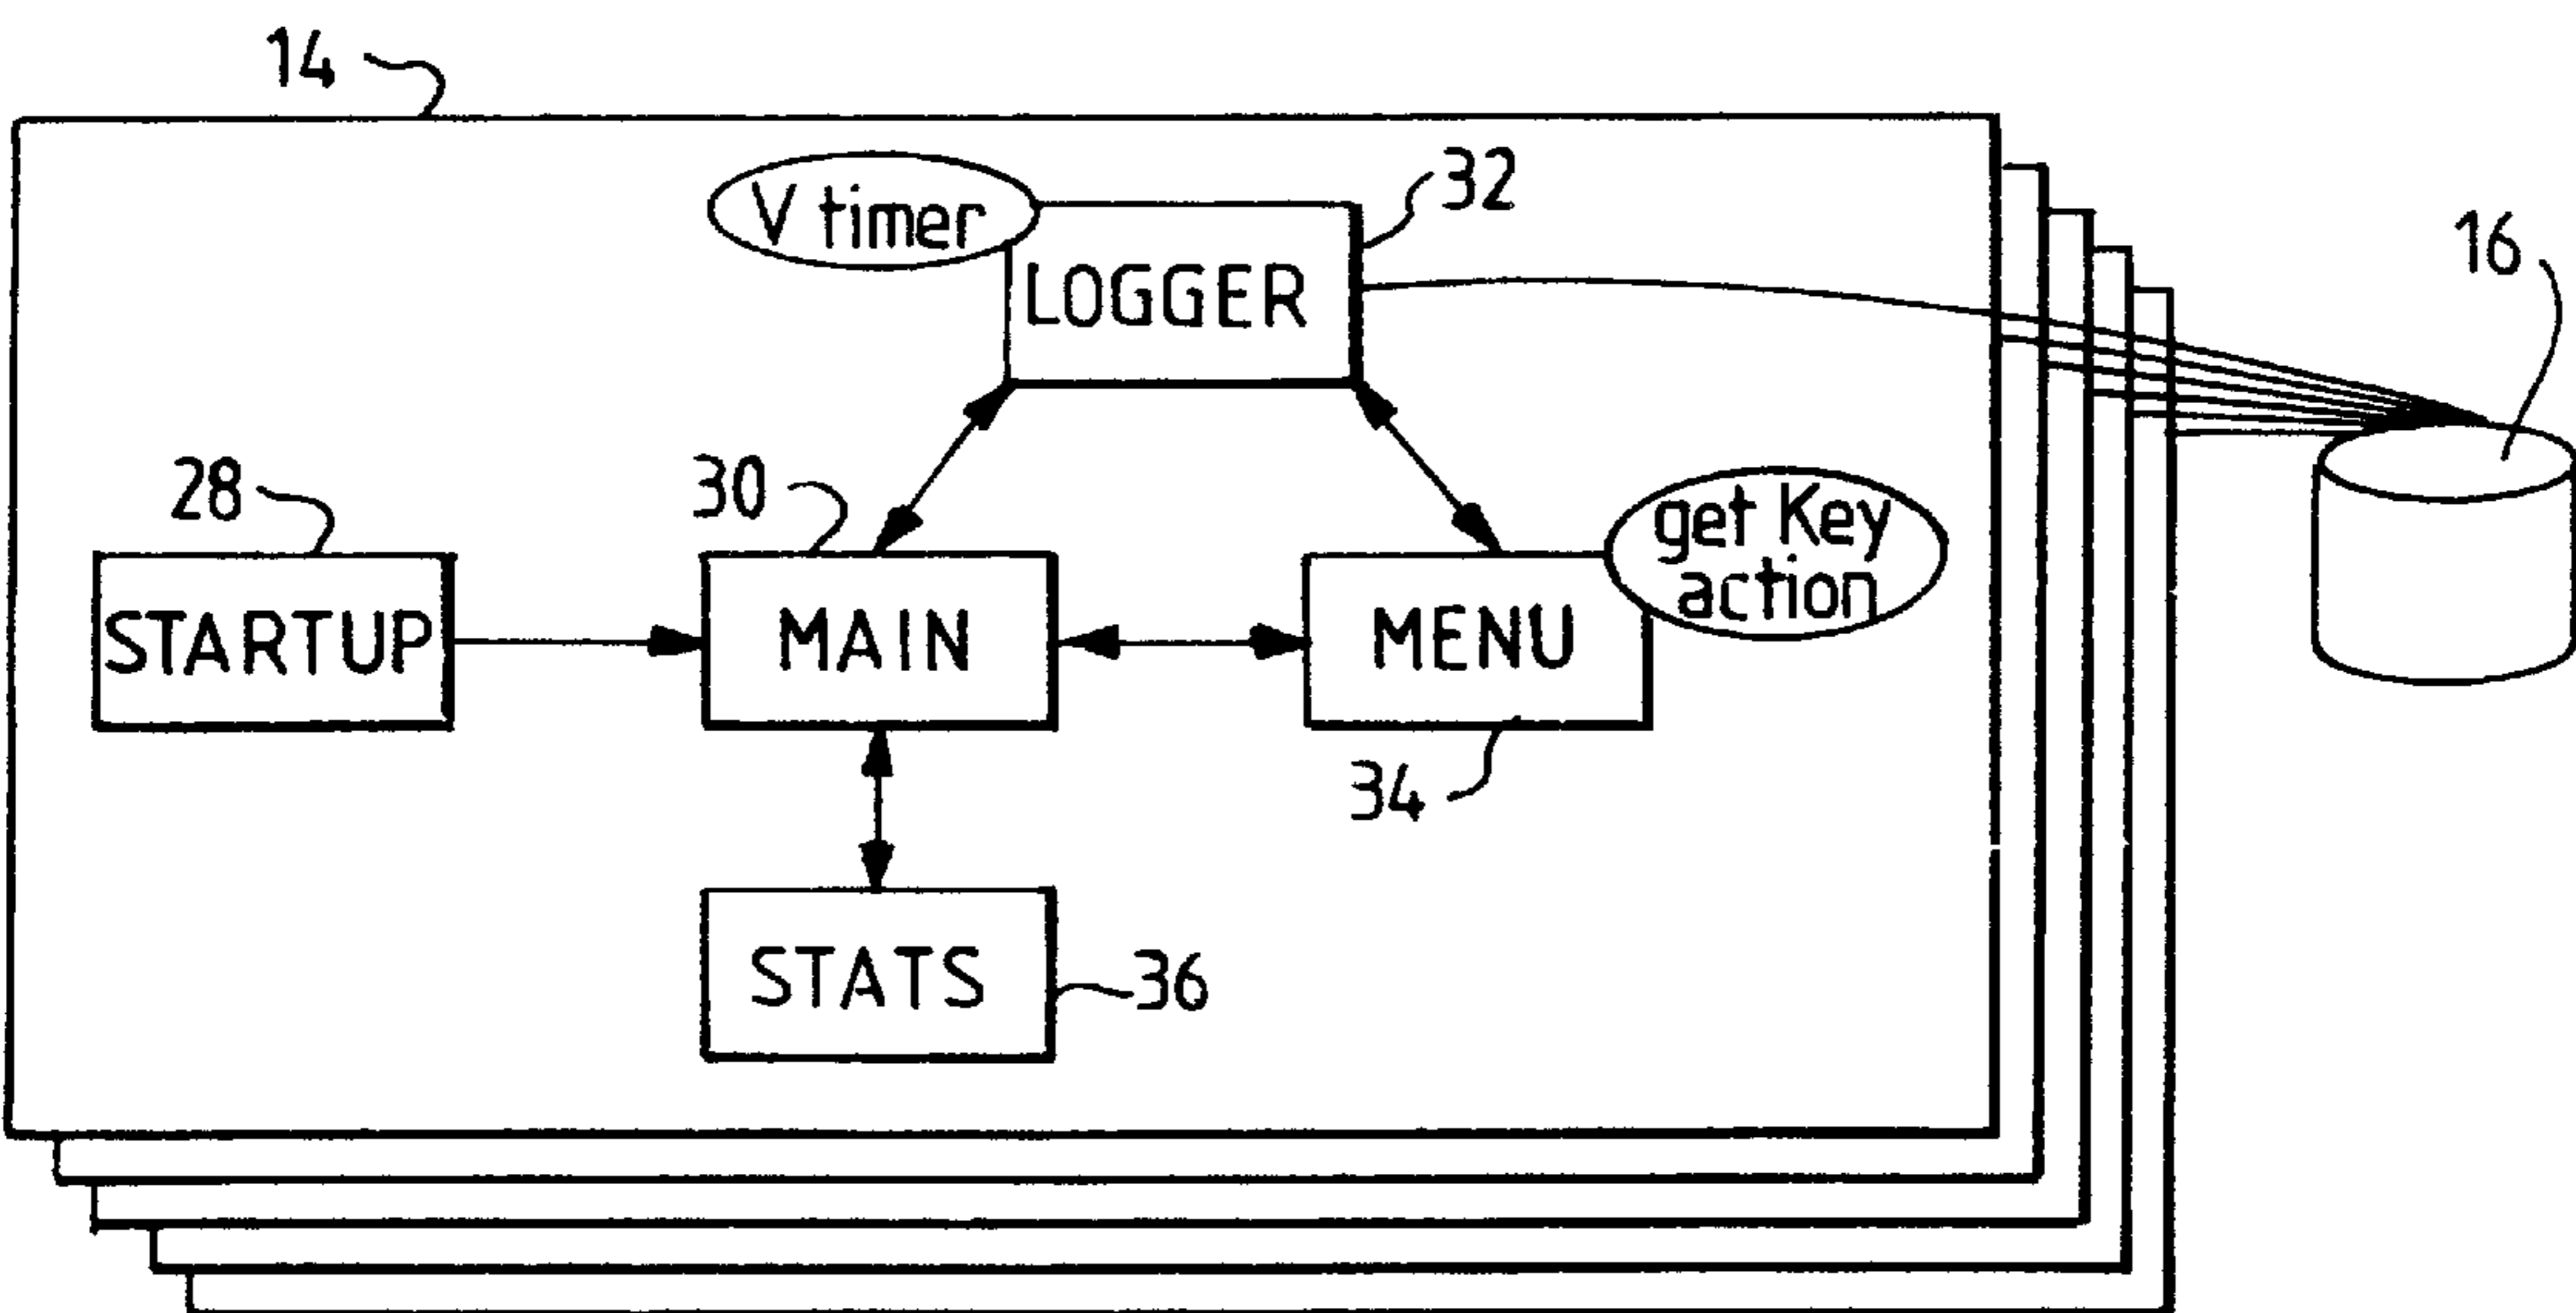 14
V timer
32
LOGGER
16
28
30
get Key
action
STARTUP
MAIN
MENU
34
STATS
36